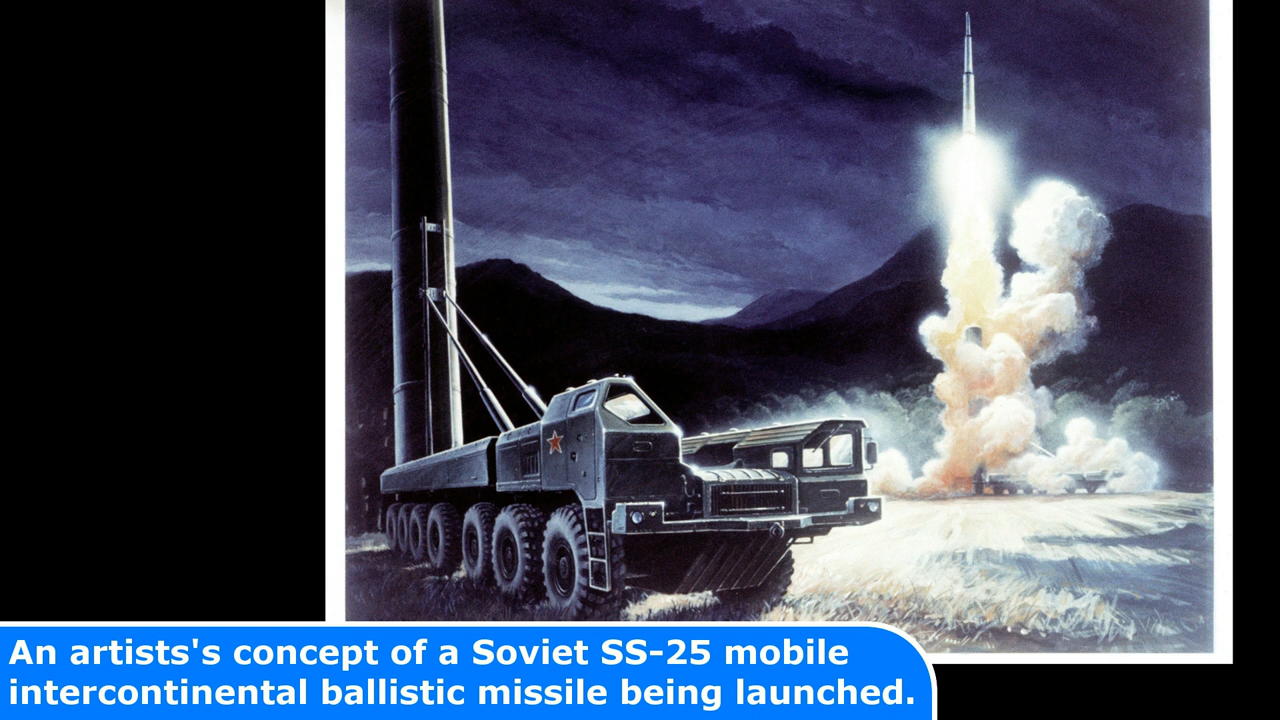 An artists's concept of a Soviet SS-25 mobile
intercontinental ballistic missile being launched.